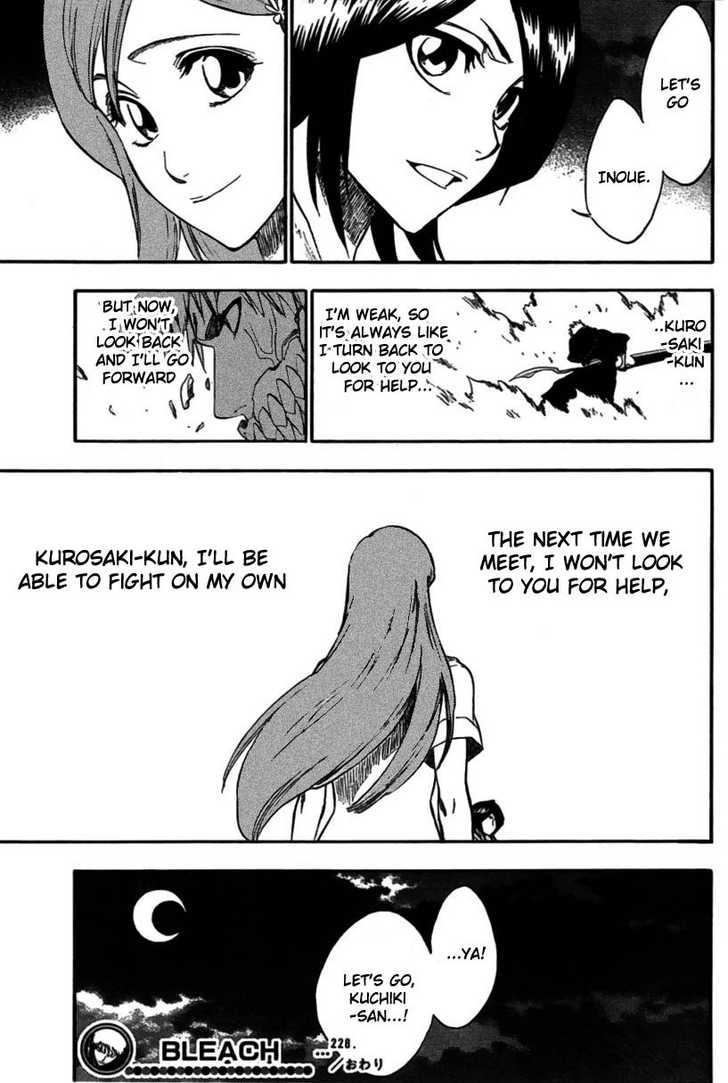 LET'S
GO
INOUE.
..KURO
-SAKI
-KUN
...
I'M WEAK, SO
IT'S ALWAYS LIKE
I TURN BACK TO
LOOK TO YOU
FOR HELP...
BUT NOW,
I WON'T
LOOK BACK
AND I'LL GO
FORWARD
THE NEXT TIME WE
MEET, I WON'T LOOK
TO YOU FOR HELP,
KUROSAKI-KUN, I'LL BE
ABLE TO FIGHT ON MY OWN
...YA!
LET'S GO,
KUCHIKI
-SAN...!
BLEACH ... 228.
/おわり